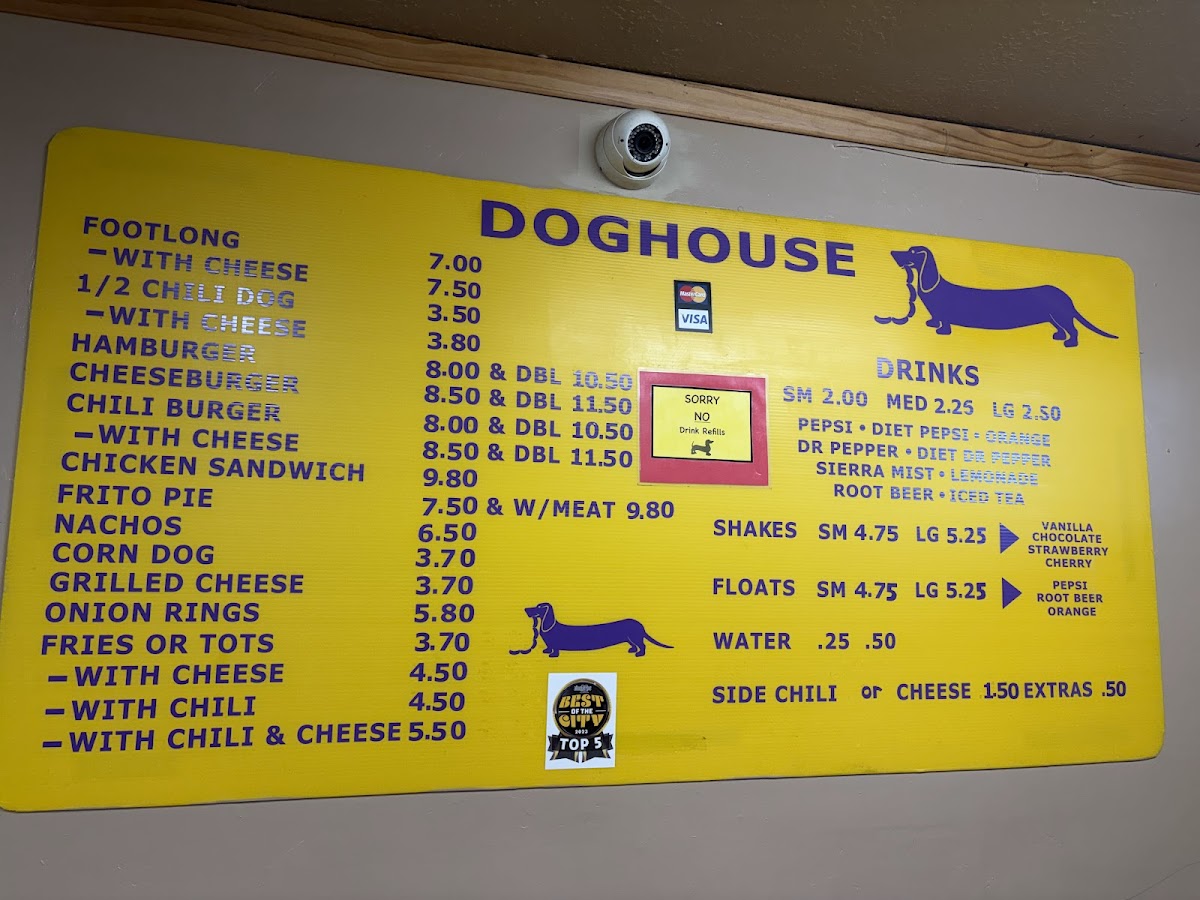 DOGHOUSE
FOOTLONG 7.00
-WITH CHEESE 7.50
1/2 CHILI DOG 3.50
-WITH CHEESE 3.80
HAMBURGER 8.00 & DBL 10.50
CHEESEBURGER 8.50 & DBL 11.50
CHILI BURGER 8.00 & DBL 10.50
-WITH CHEESE 8.50 & DBL 11.50
CHICKEN SANDWICH 9.80
FRITO PIE 7.50 & W/MEAT 9.80
NACHOS 6.50
CORN DOG 3.70
GRILLED CHEESE 3.70
ONION RINGS 5.80
FRIES OR TOTS 3.70
-WITH CHEESE 4.50
-WITH CHILI 4.50
-WITH CHILI & CHEESE 5.50
MasterCard
VISA
SORRY
NO
Drink Refills
BEST
OF THE
CITY
2023
TOP 5
DRINKS
SM 2.00 MED 2.25 LG 2.50
PEPSI • DIET PEPSI • ORANGE
DR PEPPER • DIET DR PEPPER
SIERRA MIST • LEMONADE
ROOT BEER • ICED TEA
SHAKES SM 4.75 LG 5.25
VANILLA
CHOCOLATE
STRAWBERRY
CHERRY
FLOATS SM 4.75 LG 5.25
PEPSI
ROOT BEER
ORANGE
WATER .25 .50
SIDE CHILI or CHEESE 1.50 EXTRAS .50